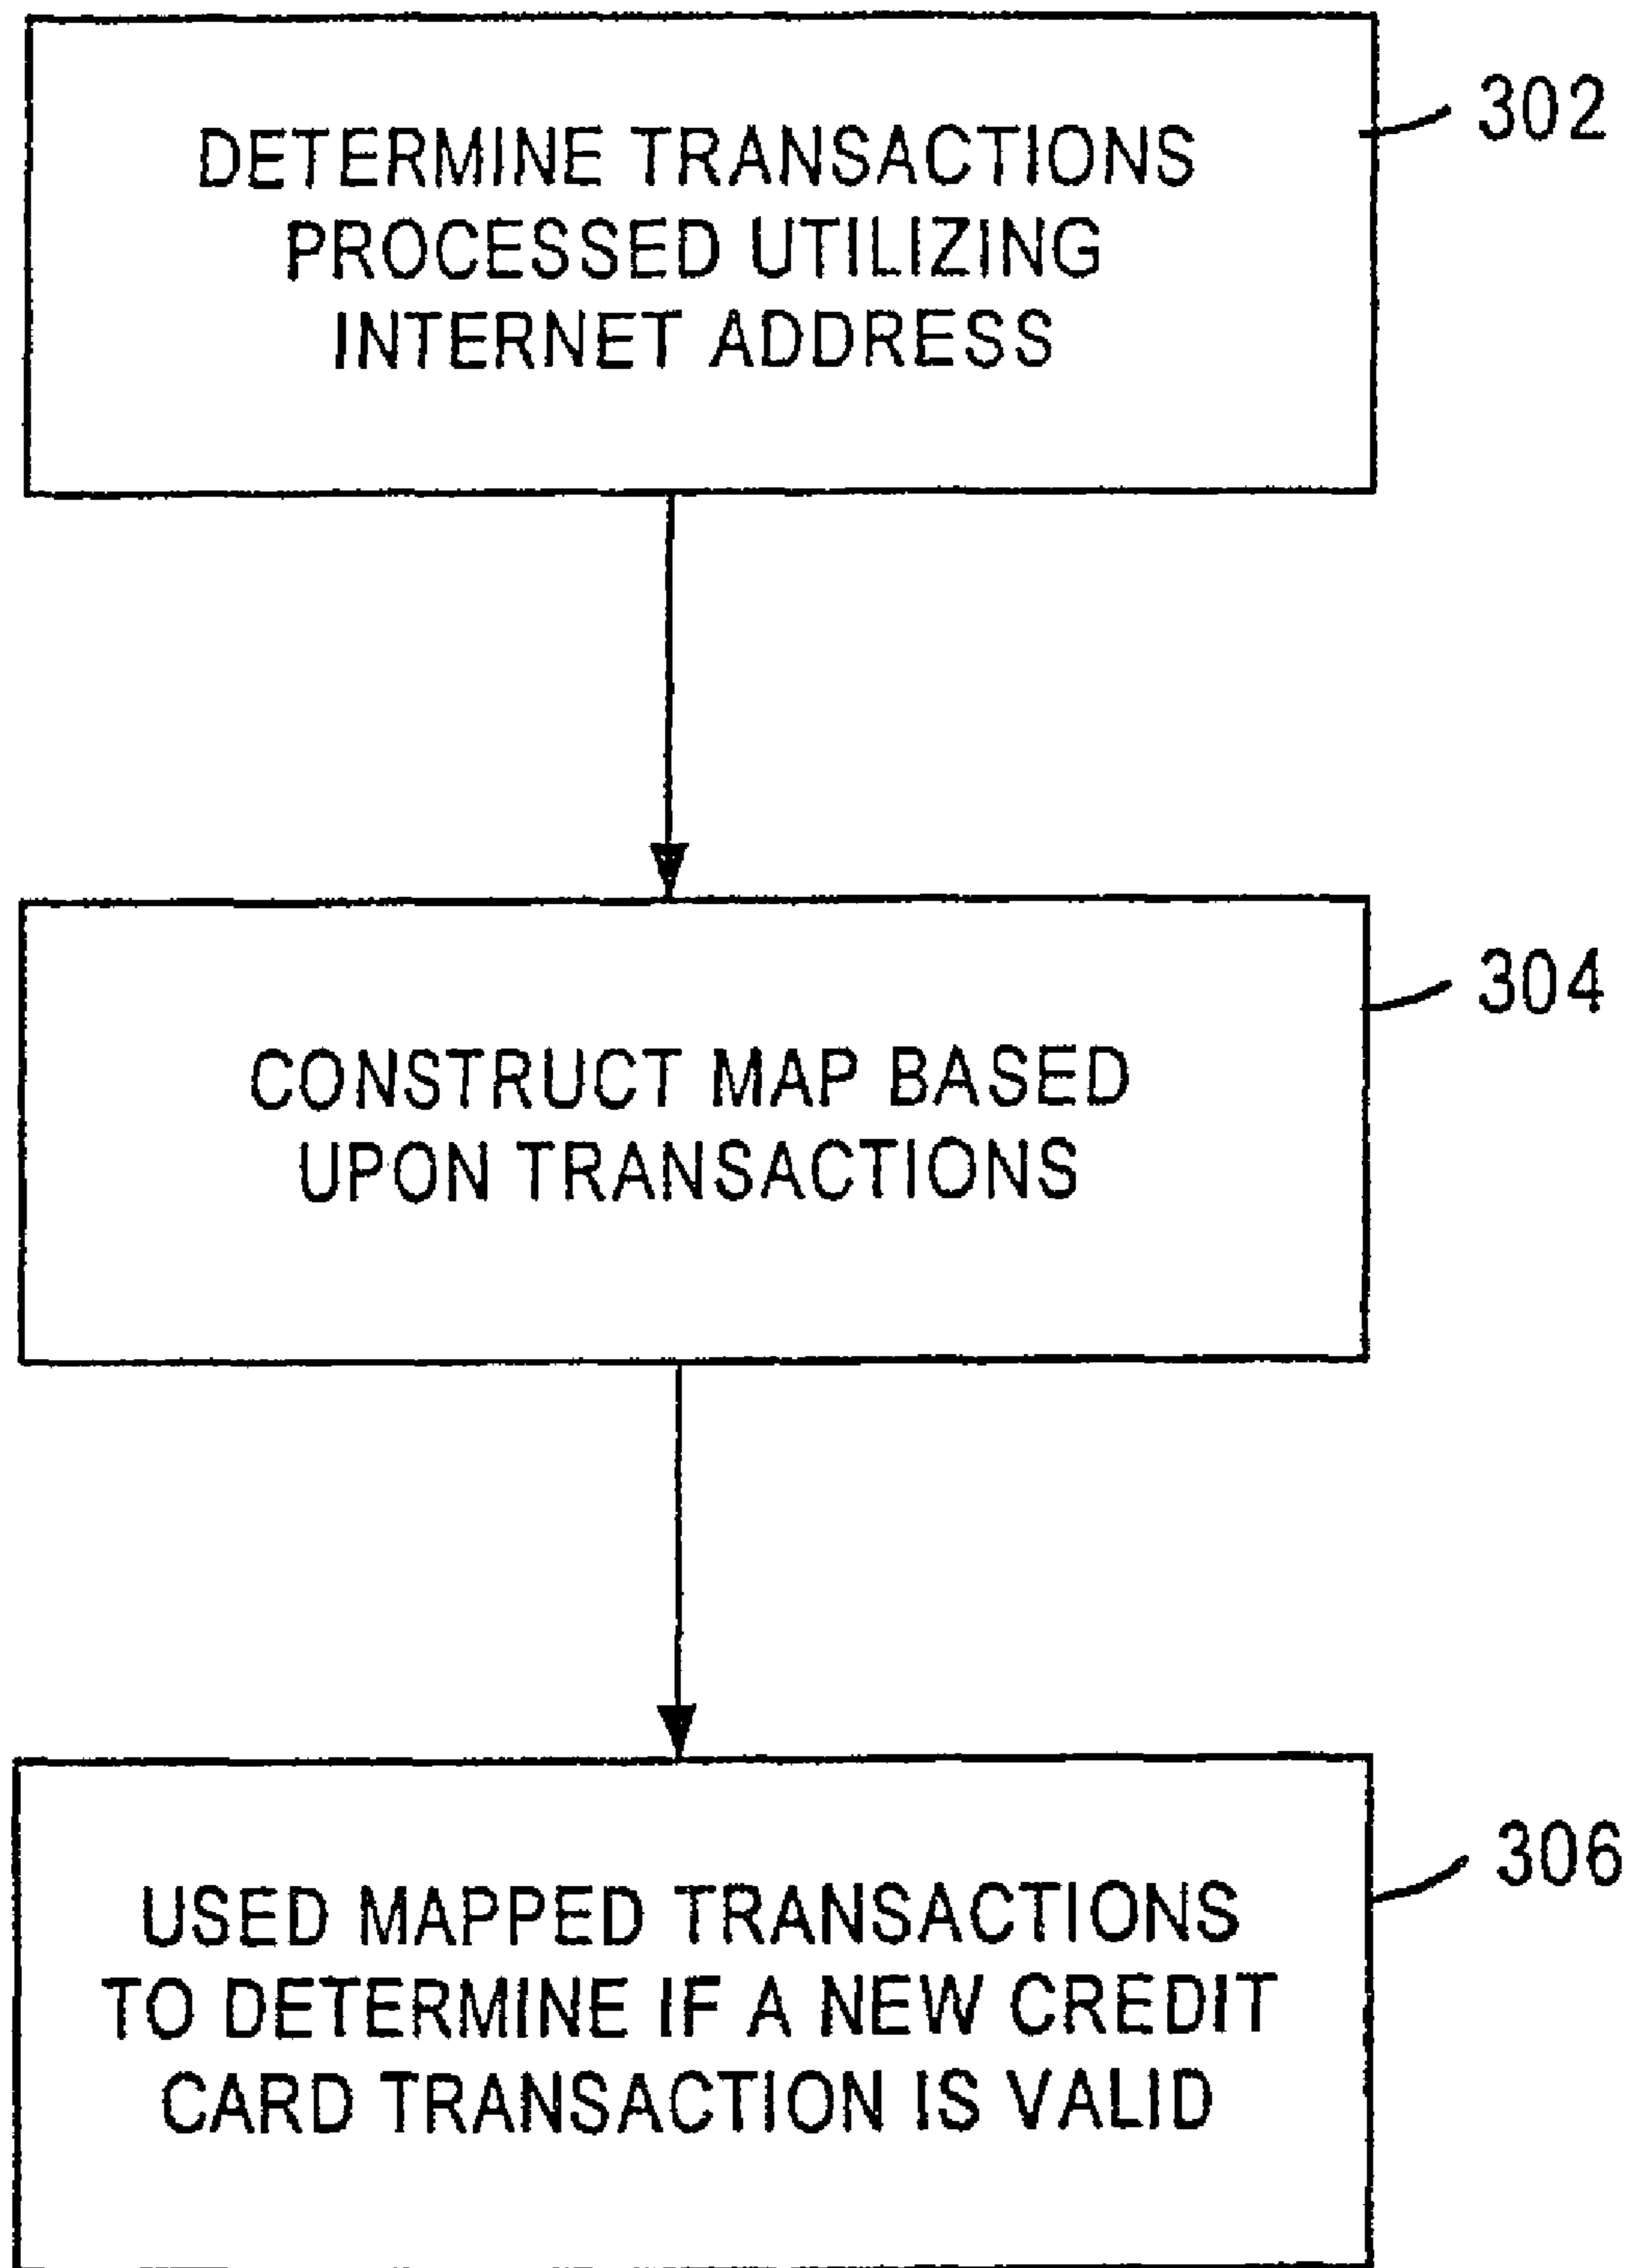 DETERMINE TRANSACTIONS
PROCESSED UTILIZING
INTERNET ADDRESS
302
CONSTRUCT MAP BASED
UPON TRANSACTIONS
304
USED MAPPED TRANSACTIONS
TO DETERMINE IF A NEW CREDIT
CARD TRANSACTION IS VALID
306